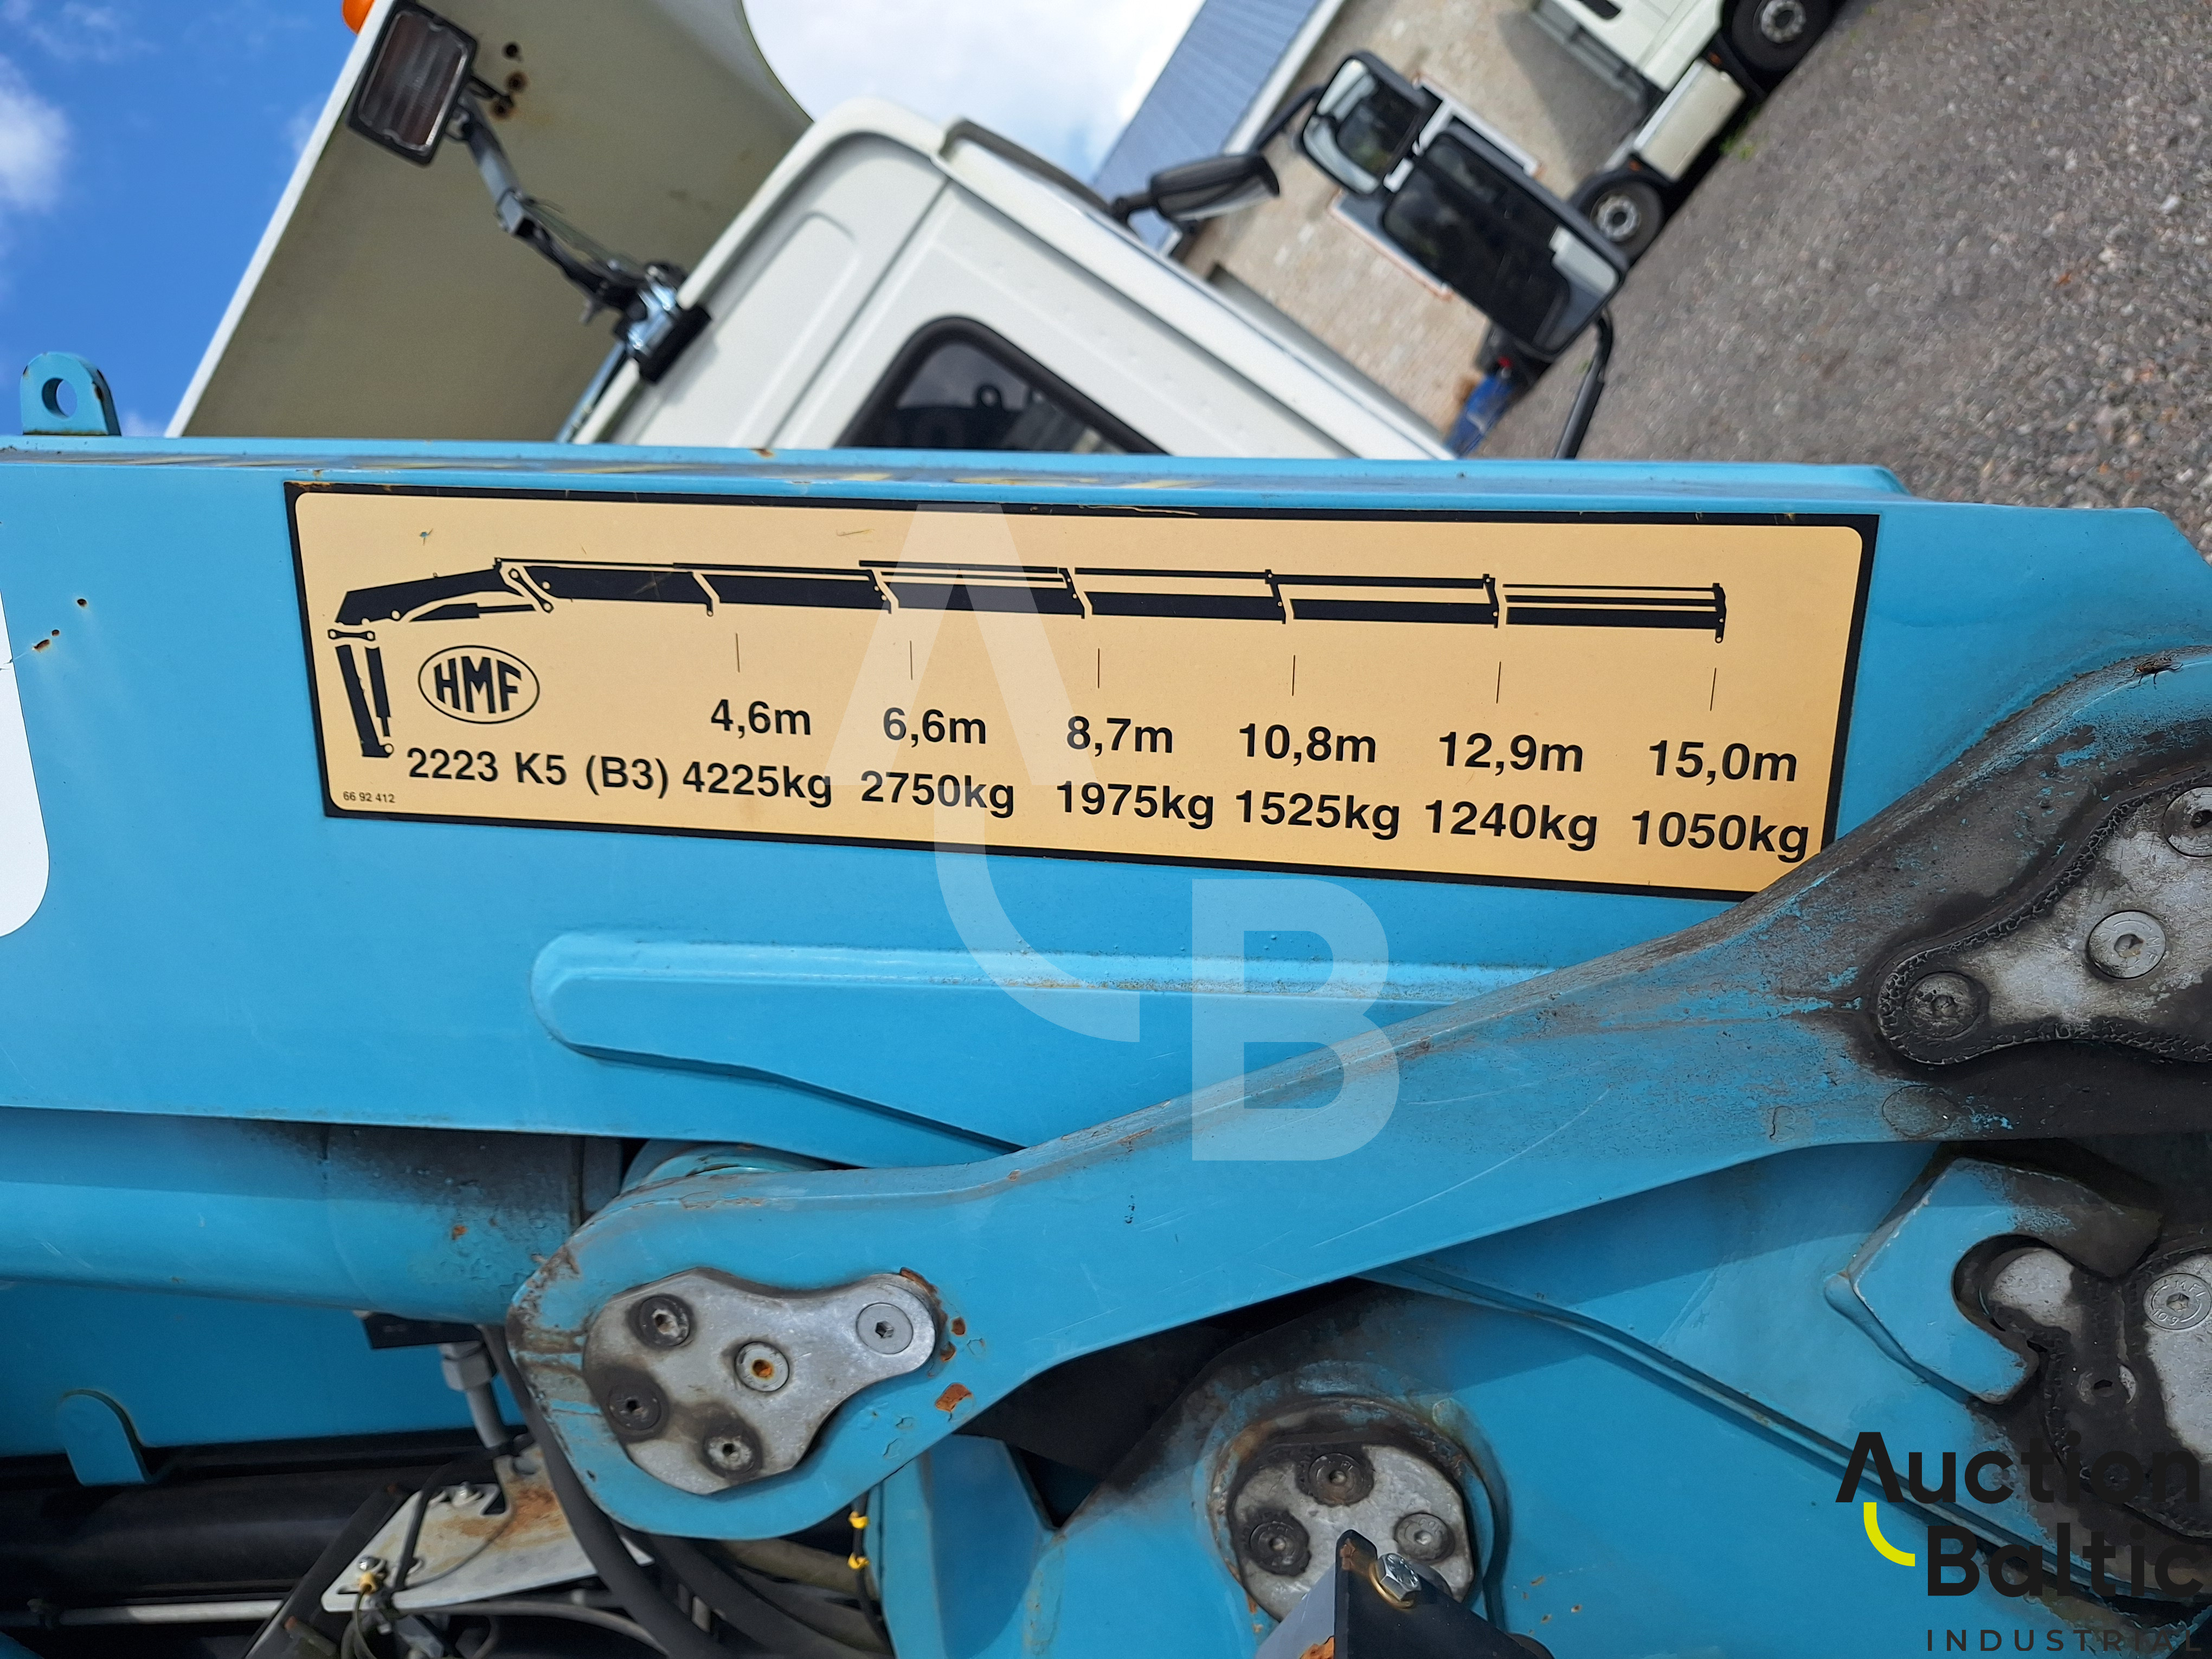 HMF
4,6m 6,6m 8,7m 10,8m 12,9m 15,0m
2223 K5 (B3) 4225kg 2750kg 1975kg 1525kg 1240kg 1050kg
66 92 412
AB
Auction
Baltic
INDUSTRIAL